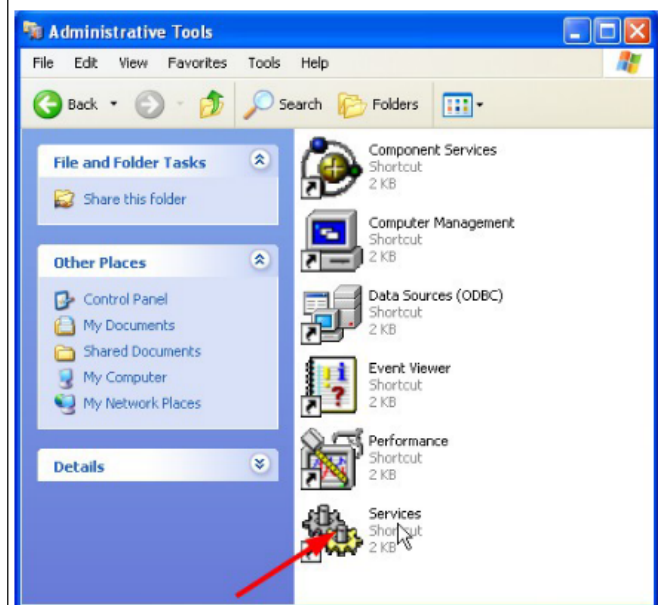 Administrative Tools
File Edit View Favorites Tools Help
Back Search Folders
File and Folder Tasks
Share this folder
Other Places
Control Panel
My Documents
Shared Documents
My Computer
My Network Places
Details
Component Services
Shortcut
2 KB
Computer Management
Shortcut
2 KB
Data Sources (ODBC)
Shortcut
2 KB
Event Viewer
Shortcut
2 KB
Performance
Shortcut
2 KB
Services
Shortcut
2 KB